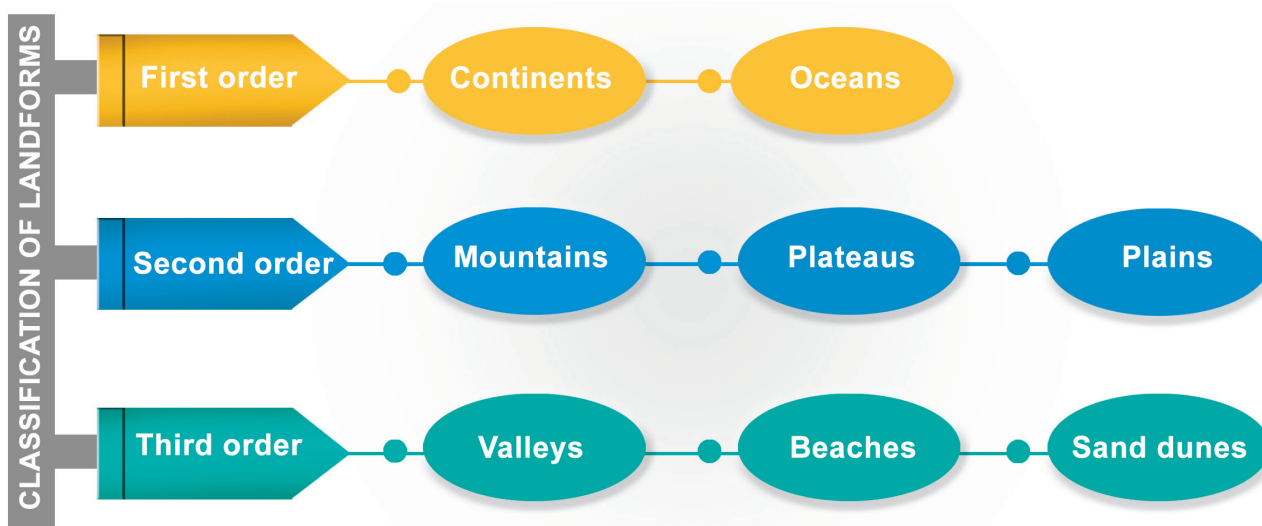 CLASSIFICATION OF LANDFORMS
First order
Continents
Oceans
Second order
Mountains
Plateaus
Plains
Third order
Valleys
Beaches
Sand dunes